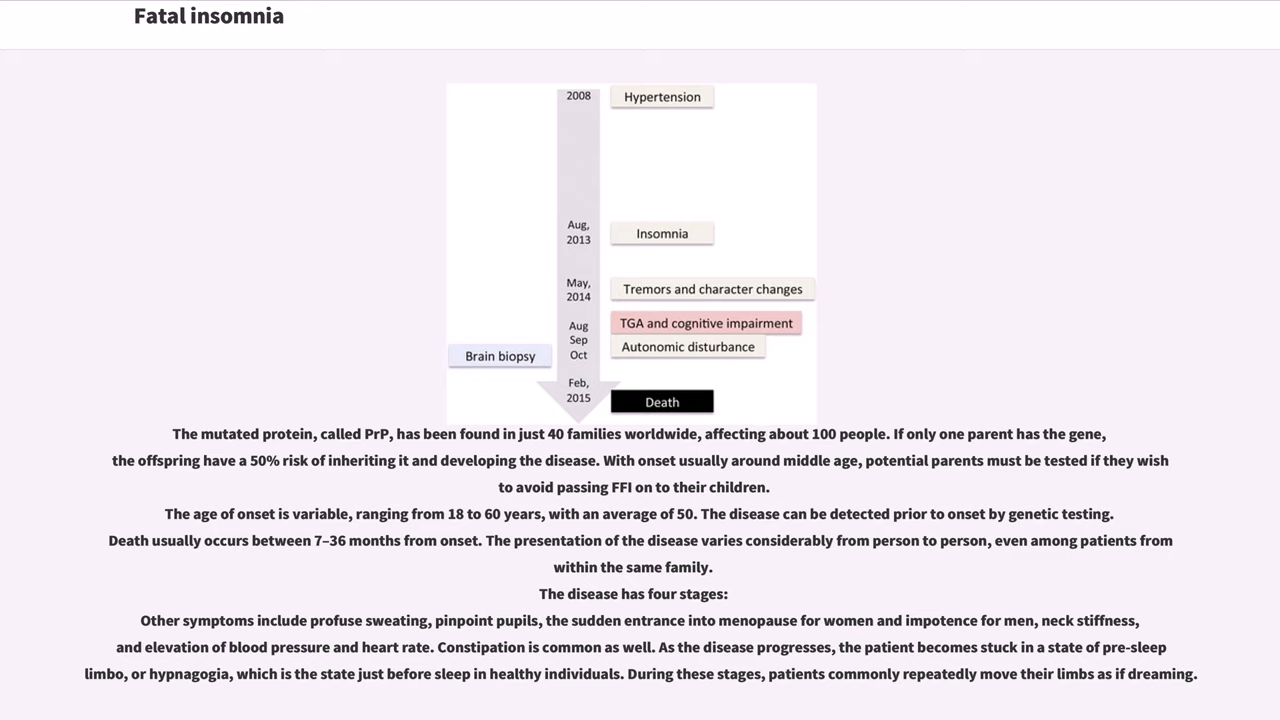 Fatal insomnia
2008
Hypertension
Aug,
2013
Insomnia
May,
2014
Tremors and character changes
TGA and cognitive impairment
Aug
Sep
Oct
Autonomic disturbance
Brain biopsy
Feb,
2015
Death
The mutated protein, called PrP, has been found in just 40 families worldwide, affecting about 100 people. If only one parent has the gene,
the offspring have a 50% risk of inheriting it and developing the disease. With onset usually around middle age, potential parents must be tested if they wish
to avoid passing FFI on to their children.
The age of onset is variable, ranging from 18 to 60 years, with an average of 50. The disease can be detected prior to onset by genetic testing.
Death usually occurs between 7–36 months from onset. The presentation of the disease varies considerably from person to person, even among patients from
within the same family.
The disease has four stages:
Other symptoms include profuse sweating, pinpoint pupils, the sudden entrance into menopause for women and impotence for men, neck stiffness,
and elevation of blood pressure and heart rate. Constipation is common as well. As the disease progresses, the patient becomes stuck in a state of pre-sleep
limbo, or hypnagogia, which is the state just before sleep in healthy individuals. During these stages, patients commonly repeatedly move their limbs as if dreaming.